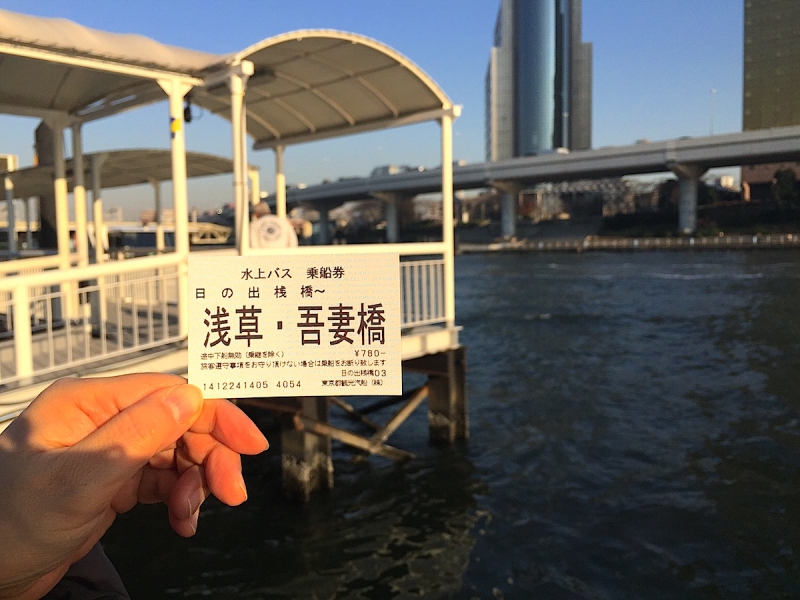 水上バス 乗船券
日の出桟橋～
浅草・吾妻橋
途中下船無効(乗継を除く) ¥780-
旅客遵守事項をお守り頂けない場合は乗船をお断り致します
日の出桟橋03
1412241405 4054 東京都観光汽船(株)